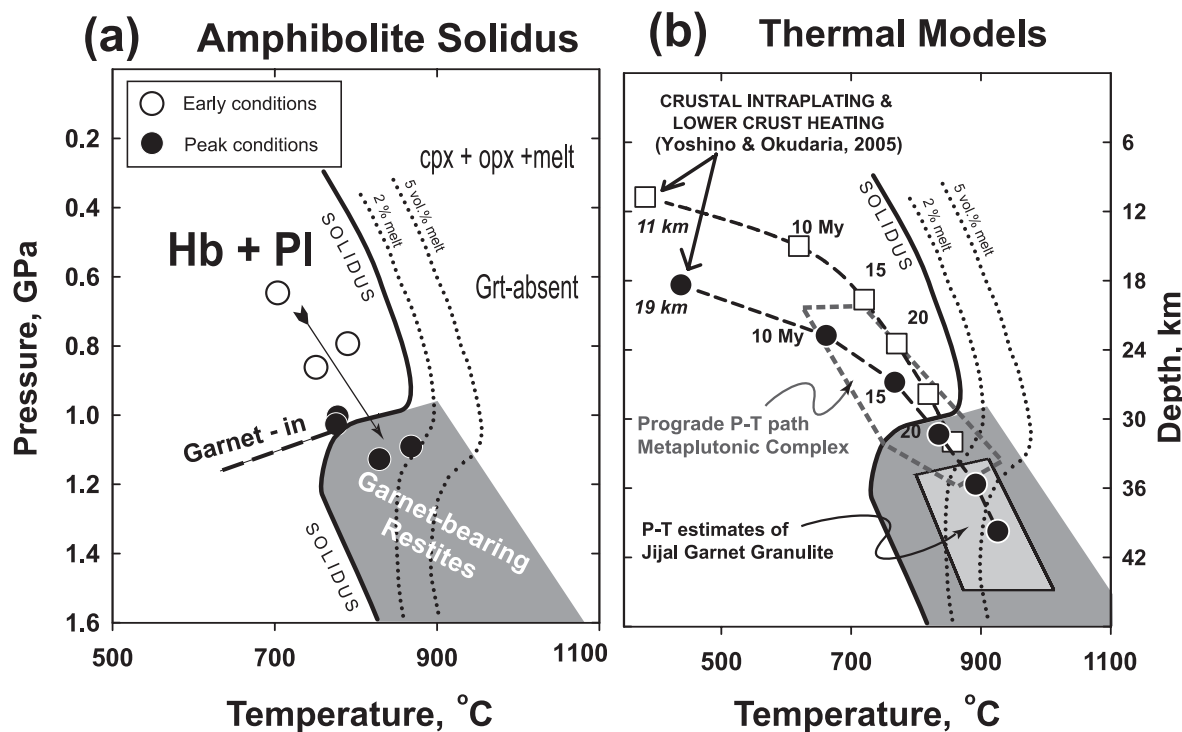 (a) Amphibolite Solidus
Early conditions
Peak conditions
cpx + opx +melt
2 % melt
5 vol.% melt
SOLIDUS
Hb + Pl
Grt-absent
Garnet - in
Garnet-bearing
Restites
SOLIDUS
Pressure, GPa
0.2
0.4
0.6
0.8
1.0
1.2
1.4
1.6
500
700
900
1100
Temperature, °C
(b) Thermal Models
CRUSTAL INTRAPLATING &
LOWER CRUST HEATING
(Yoshino & Okudaria, 2005)
2 % melt
5 vol.% melt
SOLIDUS
11 km
10 My
15
20
19 km
10 My
15
20
Prograde P-T path
Metaplutonic Complex
P-T estimates of
Jijal Garnet Granulite
6
12
18
24
30
36
42
Depth, km
500
700
900
1100
Temperature, °C